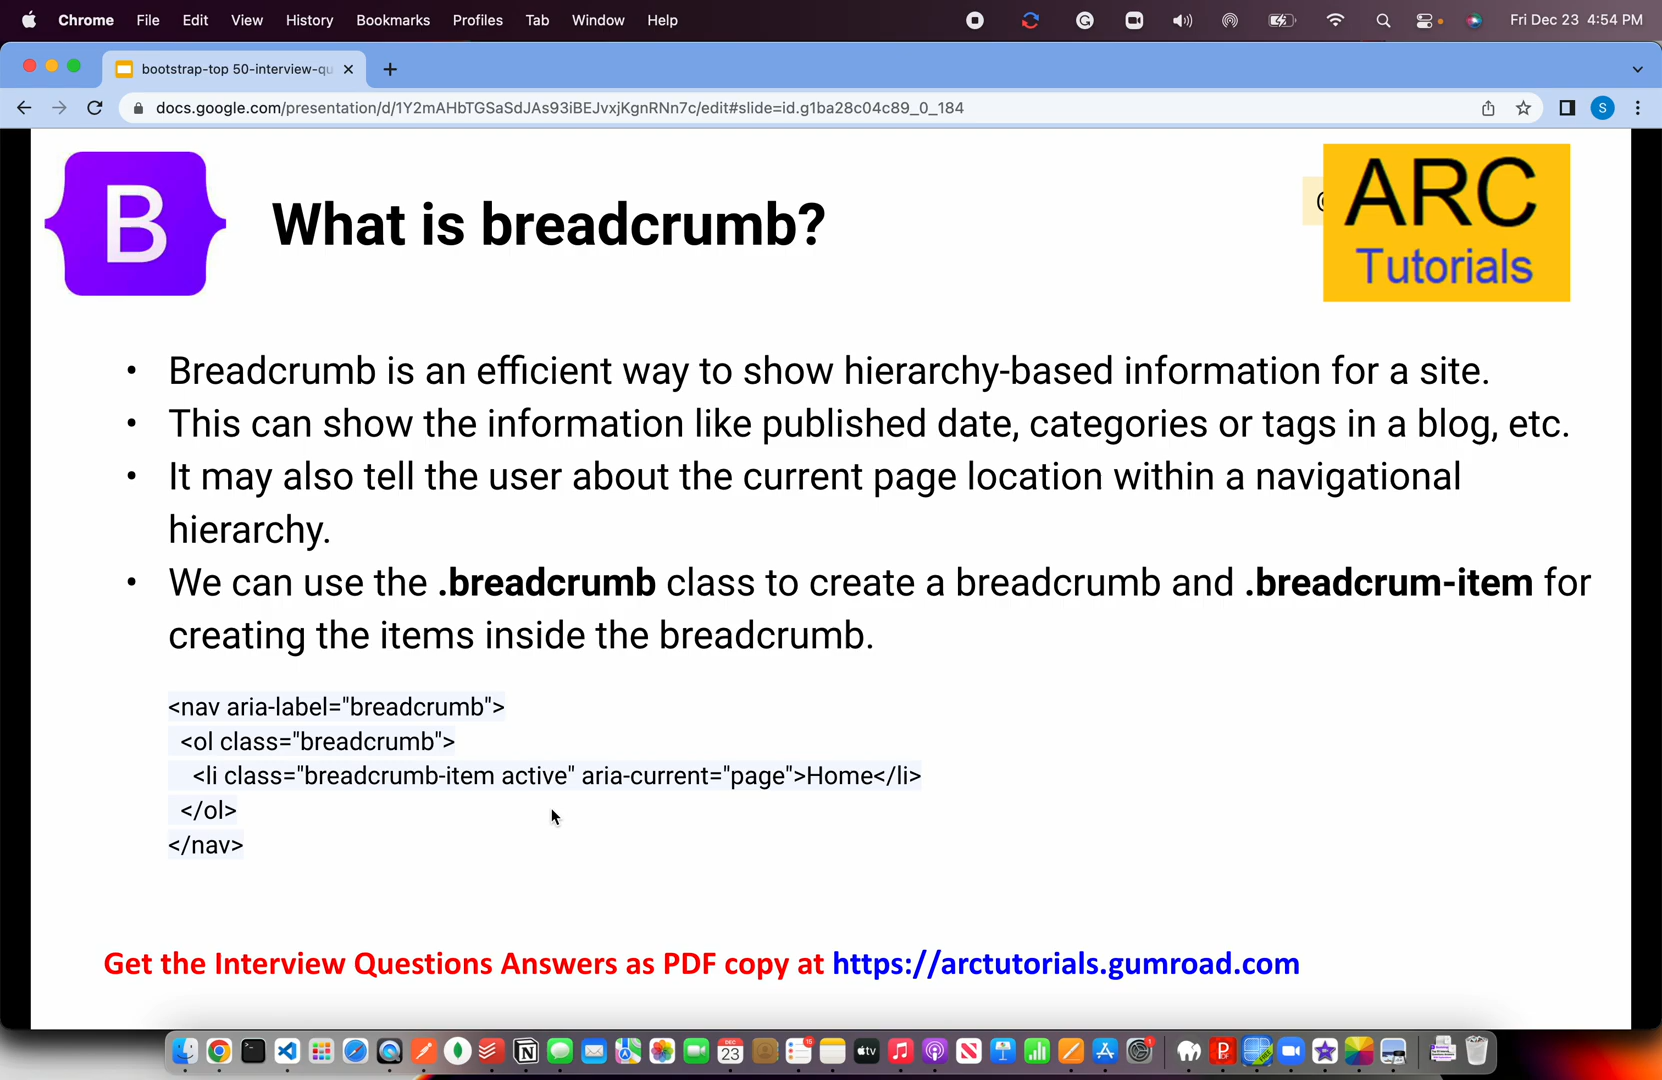 Chrome File Edit View History Bookmarks Profiles Tab Window Help Fri Dec 23 4:54 PM
bootstrap-top 50-interview-qu
docs.google.com/presentation/d/1Y2mAHbTGSaSdJAs93iBEJvxjKgnRNn7c/edit#slide=id.g1ba28c04c89_0_184
S
B
What is breadcrumb?
ARC
Tutorials
• Breadcrumb is an efficient way to show hierarchy-based information for a site.
• This can show the information like published date, categories or tags in a blog, etc.
• It may also tell the user about the current page location within a navigational
hierarchy.
• We can use the .breadcrumb class to create a breadcrumb and .breadcrum-item for
creating the items inside the breadcrumb.
<nav aria-label="breadcrumb">
<ol class="breadcrumb">
<li class="breadcrumb-item active" aria-current="page">Home</li>
</ol>
</nav>
Get the Interview Questions Answers as PDF copy at https://arctutorials.gumroad.com